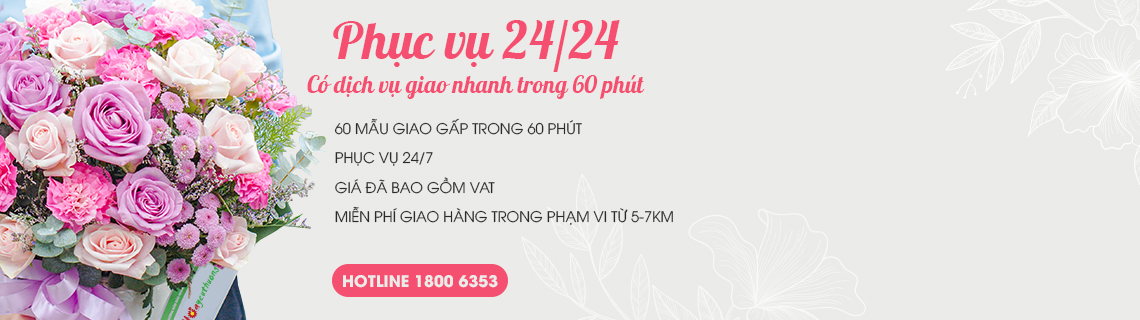 Phục vụ 24/24
Có dịch vụ giao nhanh trong 60 phút
60 MẪU GIAO GẤP TRONG 60 PHÚT
PHỤC VỤ 24/7
GIÁ ĐÃ BAO GỒM VAT
MIỄN PHÍ GIAO HÀNG TRONG PHẠM VI TỪ 5-7KM
HOTLINE 1800 6353